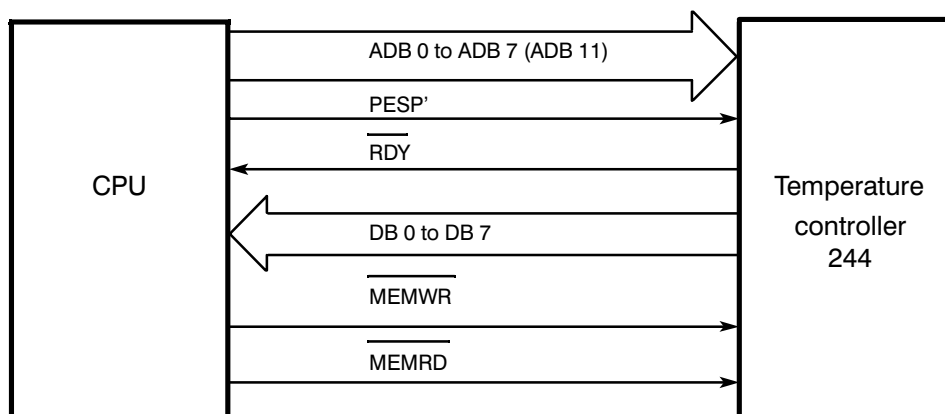 ADB 0 to ADB 7 (ADB 11)
PESP’
RDY
CPU
Temperature
controller
244
DB 0 to DB 7
MEMWR
MEMRD